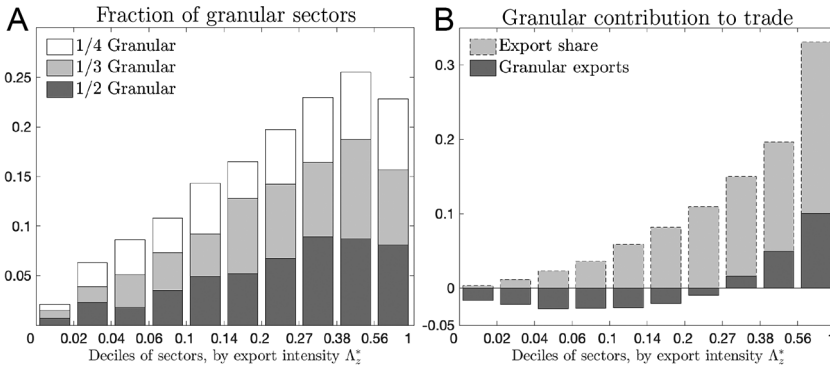 A
Fraction of granular sectors
1/4 Granular
1/3 Granular
1/2 Granular
0.25
0.2
0.15
0.1
0.05
0 0.02 0.04 0.06 0.1 0.14 0.2 0.27 0.38 0.56 1
Deciles of sectors, by export intensity Λ*z
B
Granular contribution to trade
Export share
Granular exports
0.3
0.2
0.1
0
-0.05
0 0.02 0.04 0.06 0.1 0.14 0.2 0.27 0.38 0.56 1
Deciles of sectors, by export intensity Λ*z